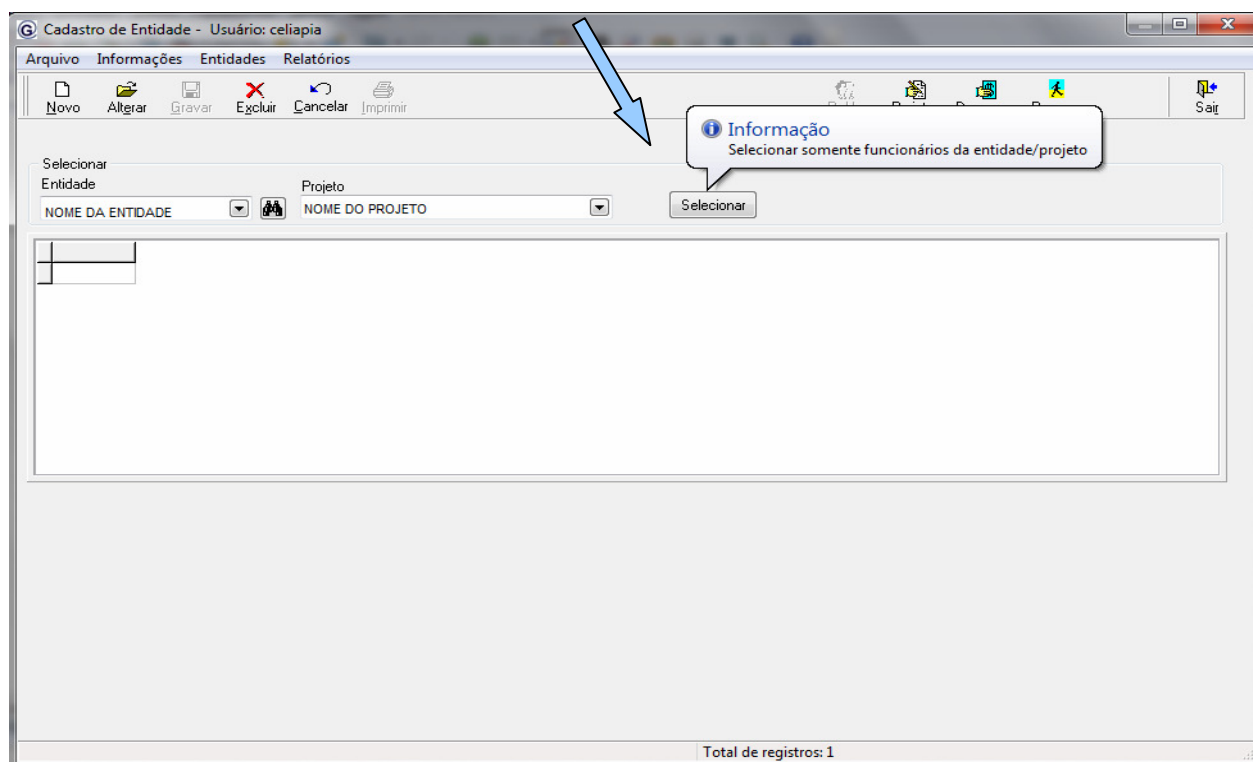 Cadastro de Entidade - Usuário: celiapia
Arquivo Informações Entidades Relatórios
Novo Alterar Gravar Excluir Cancelar Imprimir Sair
Informação
Selecionar somente funcionários da entidade/projeto
Selecionar
Entidade Projeto
NOME DA ENTIDADE NOME DO PROJETO Selecionar
Total de registros: 1